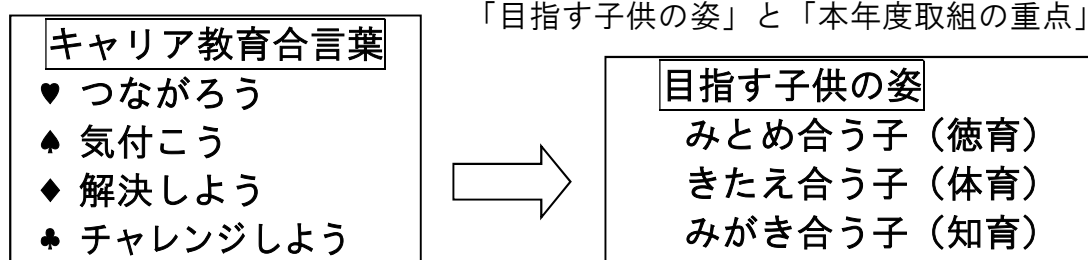 「目指す子供の姿」と「本年度取組の重点」
キャリア教育合言葉
♥ つながろう
♠ 気付こう
♦ 解決しよう
♣ チャレンジしよう
目指す子供の姿
みとめ合う子（徳育）
きたえ合う子（体育）
みがき合う子（知育）